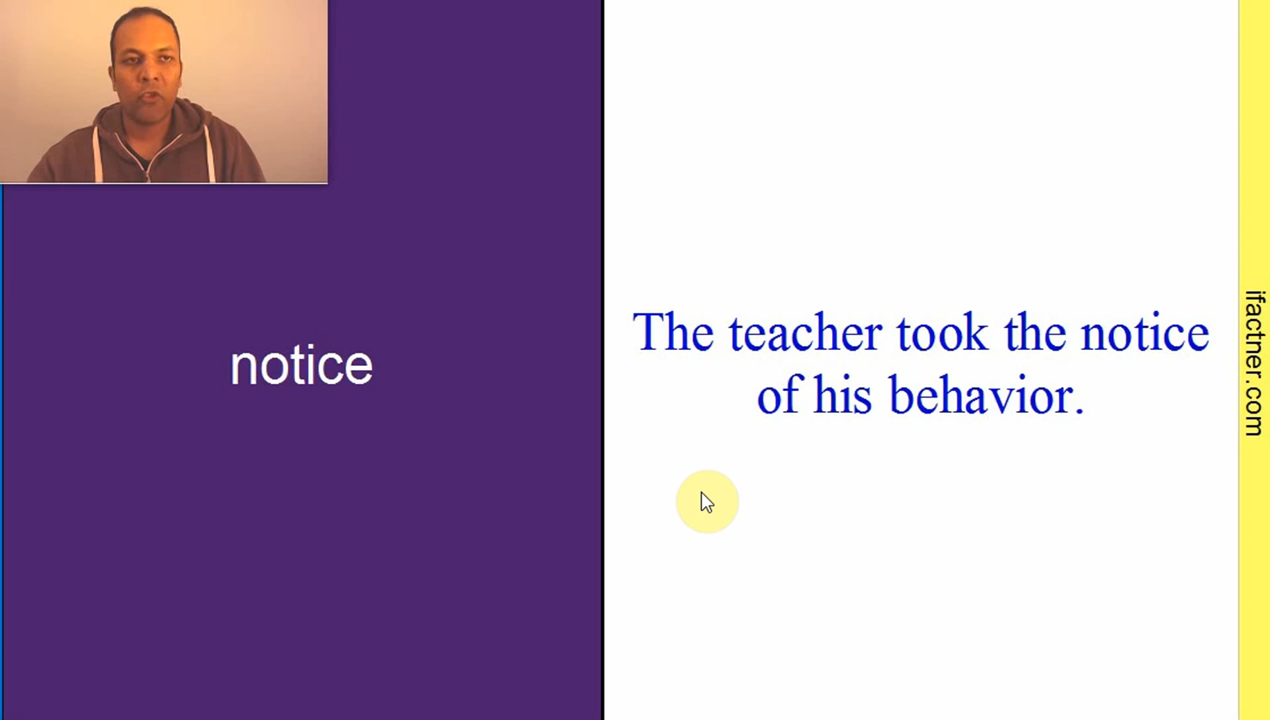 notice
The teacher took the notice
of his behavior.
ifactner.com